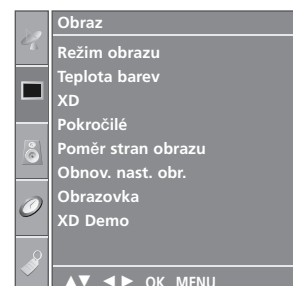 Obraz
Režim obrazu
Teplota barev
XD
Pokročilé
Poměr stran obrazu
Obnov. nast. obr.
Obrazovka
XD Demo
▲▼ ◄► OK MENU